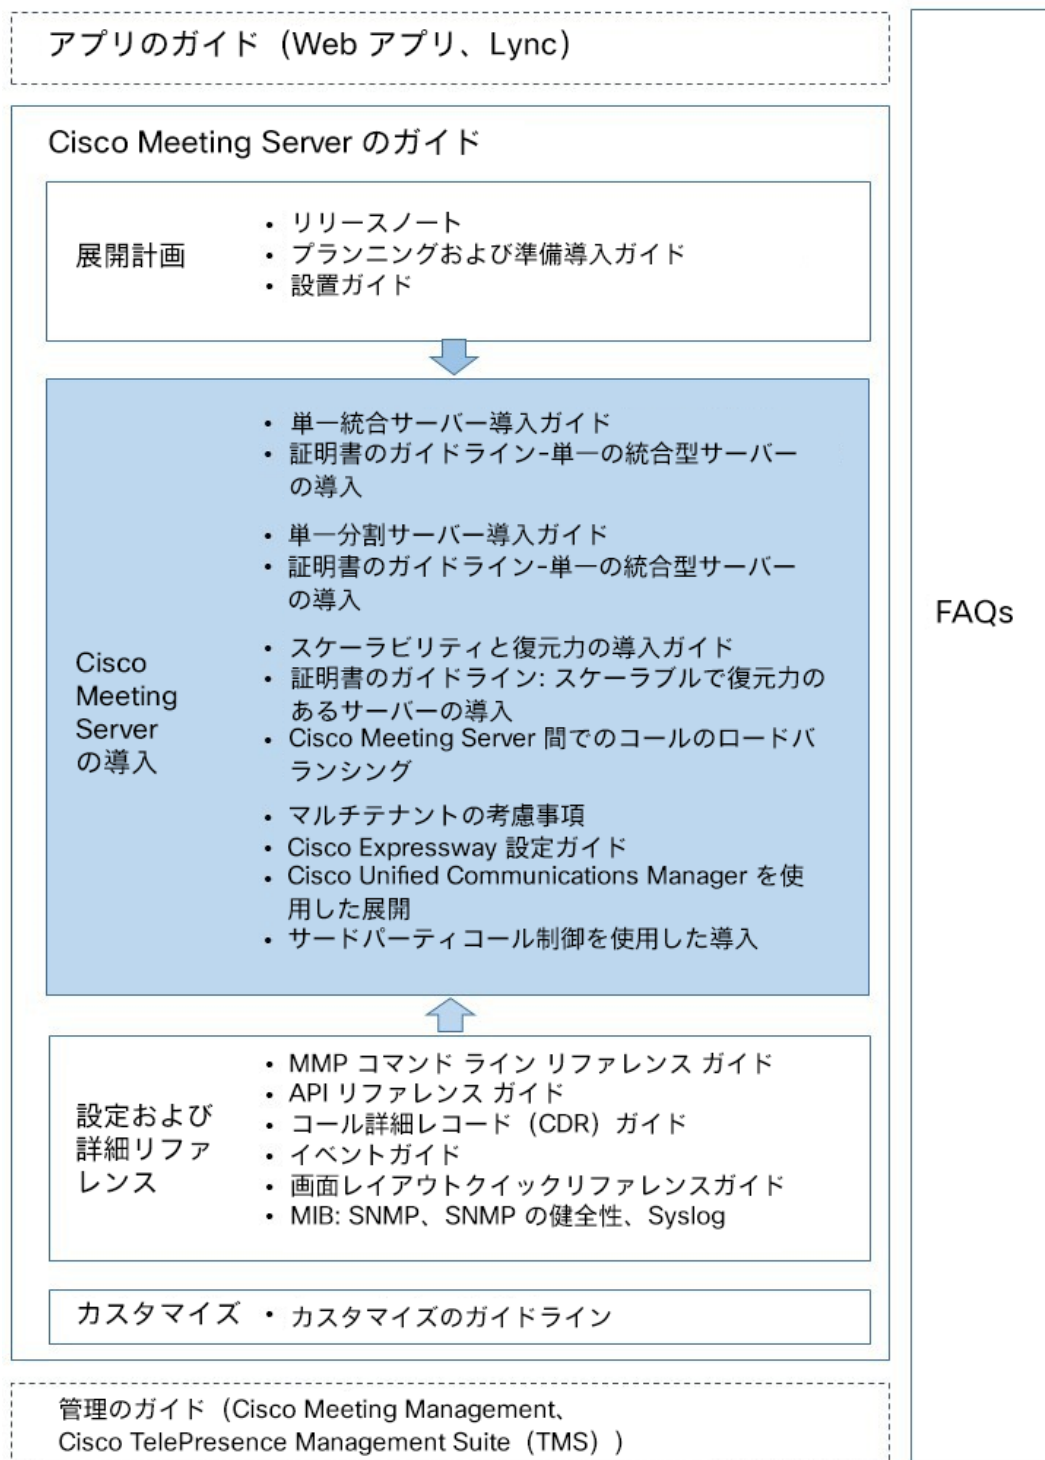 アプリのガイド（Web アプリ、Lync）
Cisco Meeting Server のガイド
展開計画
• リリースノート
• プランニングおよび準備導入ガイド
• 設置ガイド
Cisco
Meeting
Server
の導入
• 単一統合サーバー導入ガイド
• 証明書のガイドライン-単一の統合型サーバー
の導入
• 単一分割サーバー導入ガイド
• 証明書のガイドライン-単一の統合型サーバー
の導入
• スケーラビリティと復元力の導入ガイド
• 証明書のガイドライン: スケーラブルで復元力の
あるサーバーの導入
• Cisco Meeting Server 間でのコールのロードバ
ランシング
• マルチテナントの考慮事項
• Cisco Expressway 設定ガイド
• Cisco Unified Communications Manager を使
用した展開
• サードパーティコール制御を使用した導入
設定および
詳細リファ
レンス
• MMP コマンド ライン リファレンス ガイド
• API リファレンス ガイド
• コール詳細レコード（CDR）ガイド
• イベントガイド
• 画面レイアウトクイックリファレンスガイド
• MIB: SNMP、SNMP の健全性、Syslog
カスタマイズ
• カスタマイズのガイドライン
管理のガイド（Cisco Meeting Management、
Cisco TelePresence Management Suite（TMS））
FAQs